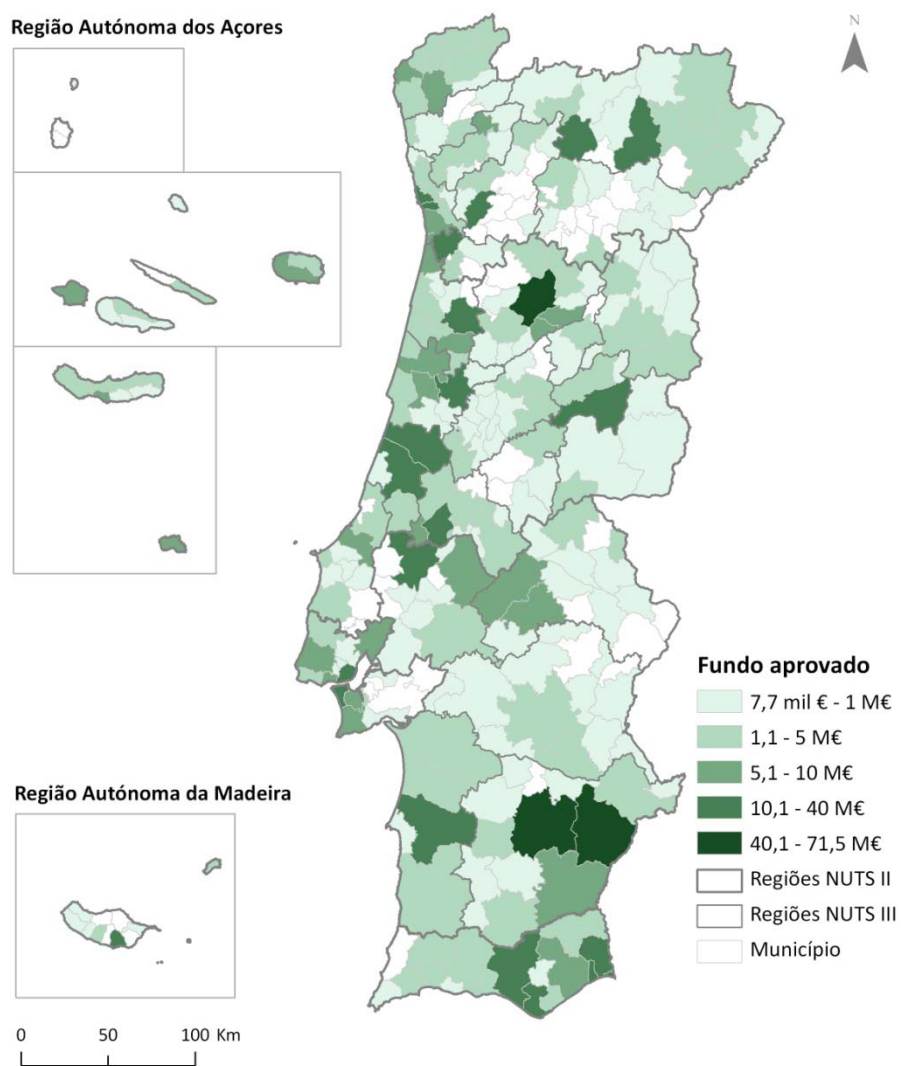 Região Autónoma dos Açores
N
Fundo aprovado
7,7 mil € - 1 M€
1,1 - 5 M€
5,1 - 10 M€
10,1 - 40 M€
40,1 - 71,5 M€
Regiões NUTS II
Regiões NUTS III
Município
Região Autónoma da Madeira
0 50 100 Km